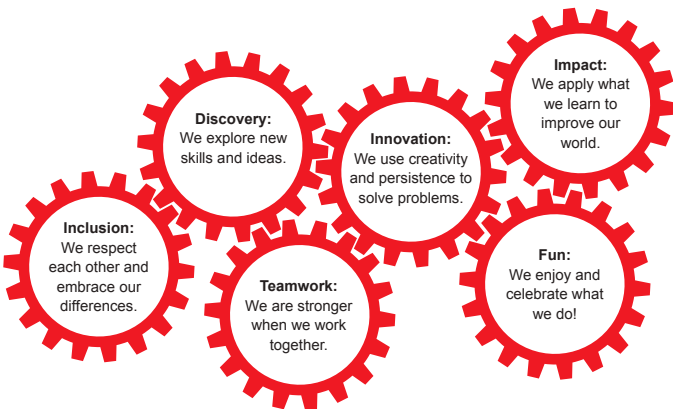 Impact:
We apply what
we learn to
improve our
world.
Discovery:
We explore new
skills and ideas.
Innovation:
We use creativity
and persistence to
solve problems.
Inclusion:
We respect
each other and
embrace our
differences.
Teamwork:
We are stronger
when we work
together.
Fun:
We enjoy and
celebrate what
we do!